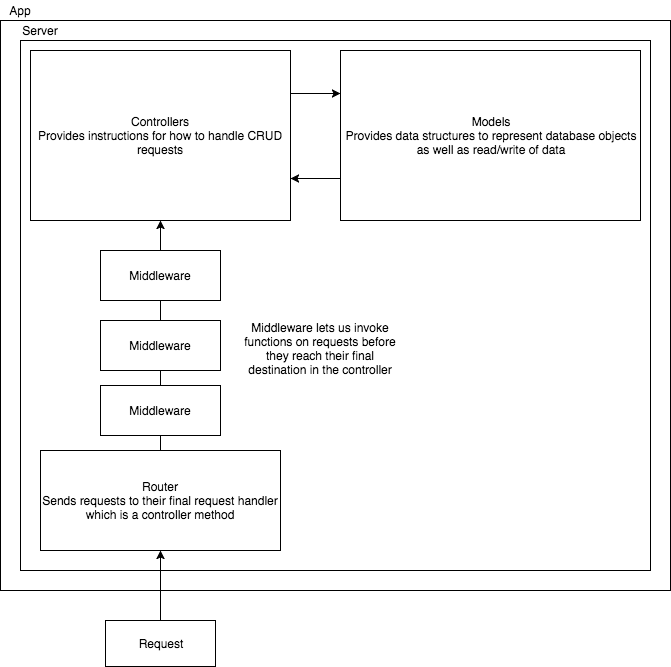 App
Server
Controllers
Provides instructions for how to handle CRUD
requests
Models
Provides data structures to represent database objects
as well as read/write of data
Middleware
Middleware
Middleware lets us invoke
functions on requests before
they reach their final
destination in the controller
Middleware
Router
Sends requests to their final request handler
which is a controller method
Request